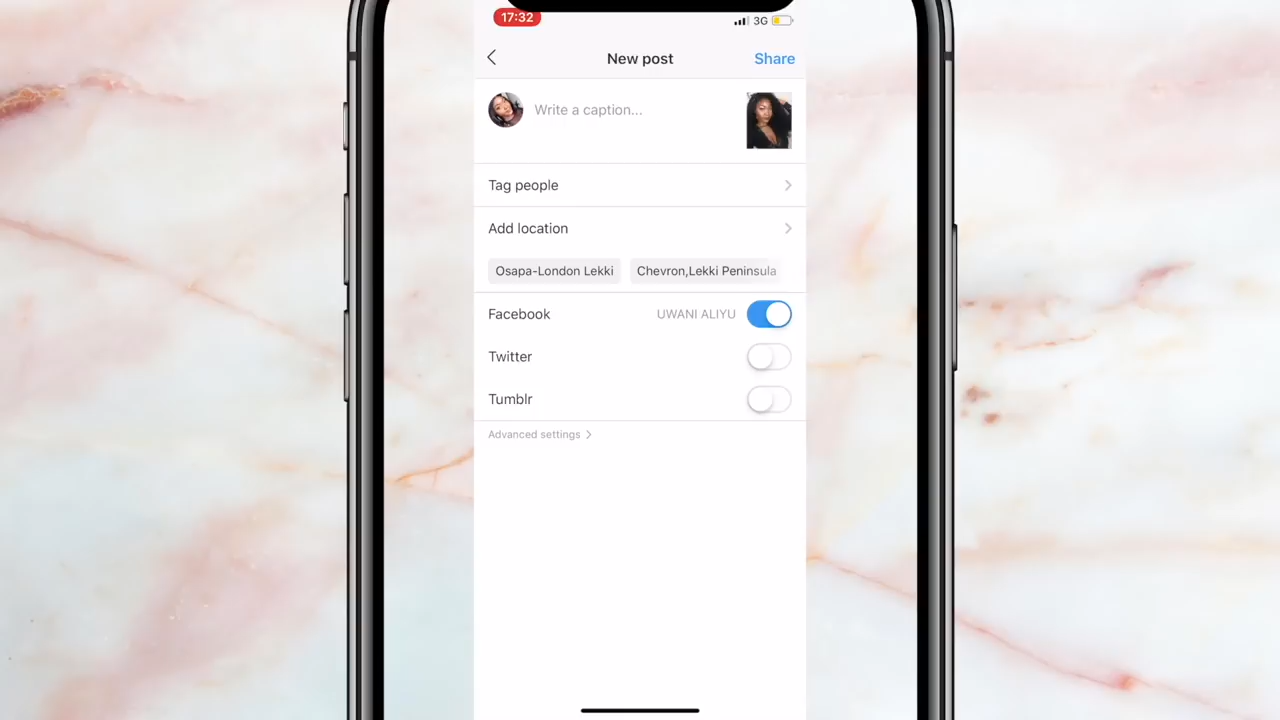 17:32
3G
New post
Share
Write a caption...
Tag people
Add location
Osapa-London Lekki
Chevron,Lekki Peninsula
Facebook
UWANI ALIYU
Twitter
Tumblr
Advanced settings